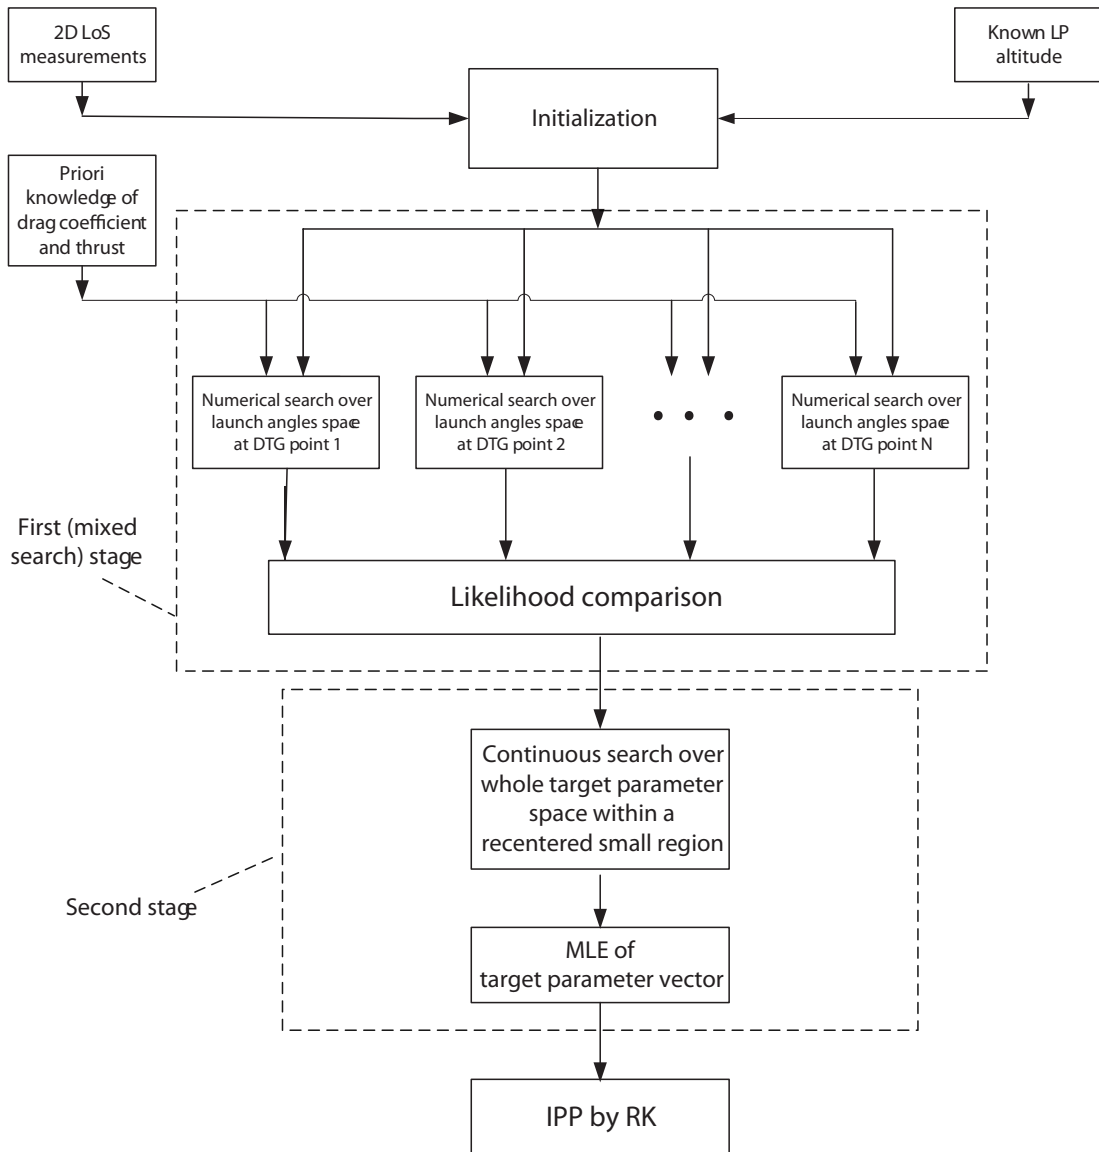 2D LoS
measurements
Known LP
altitude
Initialization
Priori
knowledge of
drag coefficient
and thrust
Numerical search over
launch angles space
at DTG point 1
Numerical search over
launch angles space
at DTG point 2
• • •
Numerical search over
launch angles space
at DTG point N
First (mixed
search) stage
Likelihood comparison
Continuous search over
whole target parameter
space within a
recentered small region
Second stage
MLE of
target parameter vector
IPP by RK